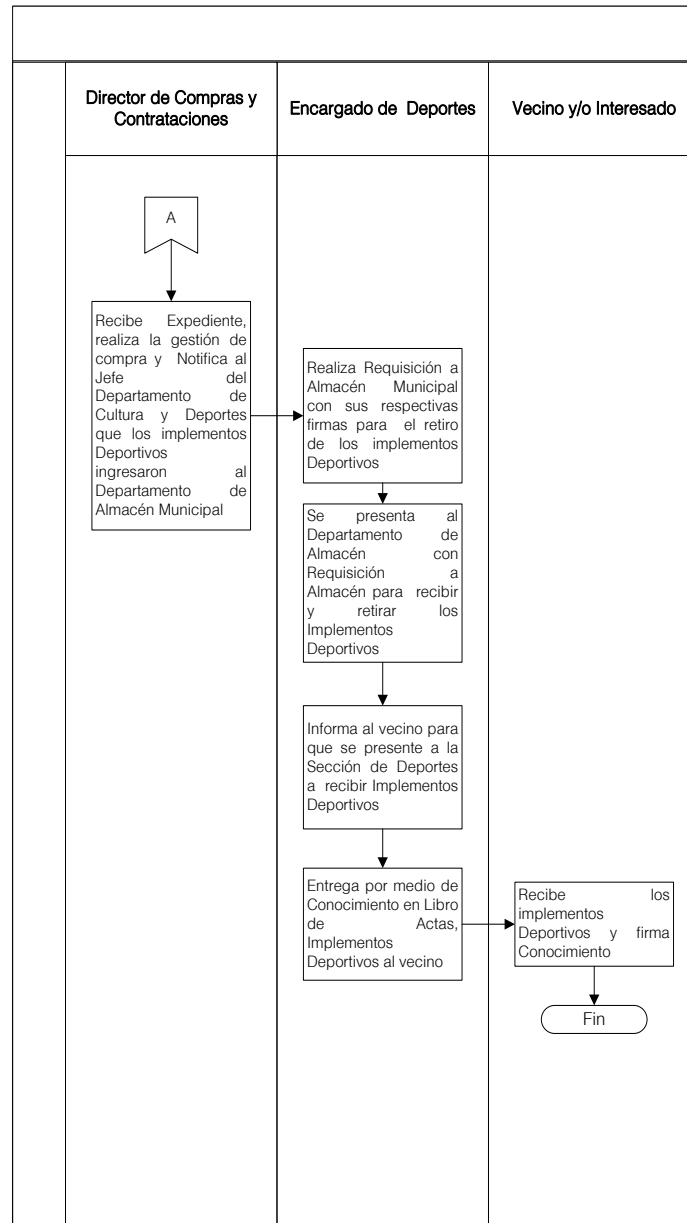 Director de Compras y
Contrataciones
Encargado de Deportes
Vecino y/o Interesado
A
Recibe Expediente,
realiza la gestión de
compra y Notifica al
Jefe del
Departamento de
Cultura y Deportes
que los implementos
Deportivos
ingresaron al
Departamento de
Almacén Municipal
Realiza Requisición a
Almacén Municipal
con sus respectivas
firmas para el retiro
de los implementos
Deportivos
Se presenta al
Departamento de
Almacén con
Requisición a
Almacén para recibir
y retirar los
Implementos
Deportivos
Informa al vecino para
que se presente a la
Sección de Deportes
a recibir Implementos
Deportivos
Entrega por medio de
Conocimiento en Libro
de Actas,
Implementos
Deportivos al vecino
Recibe los
implementos
Deportivos y firma
Conocimiento
Fin